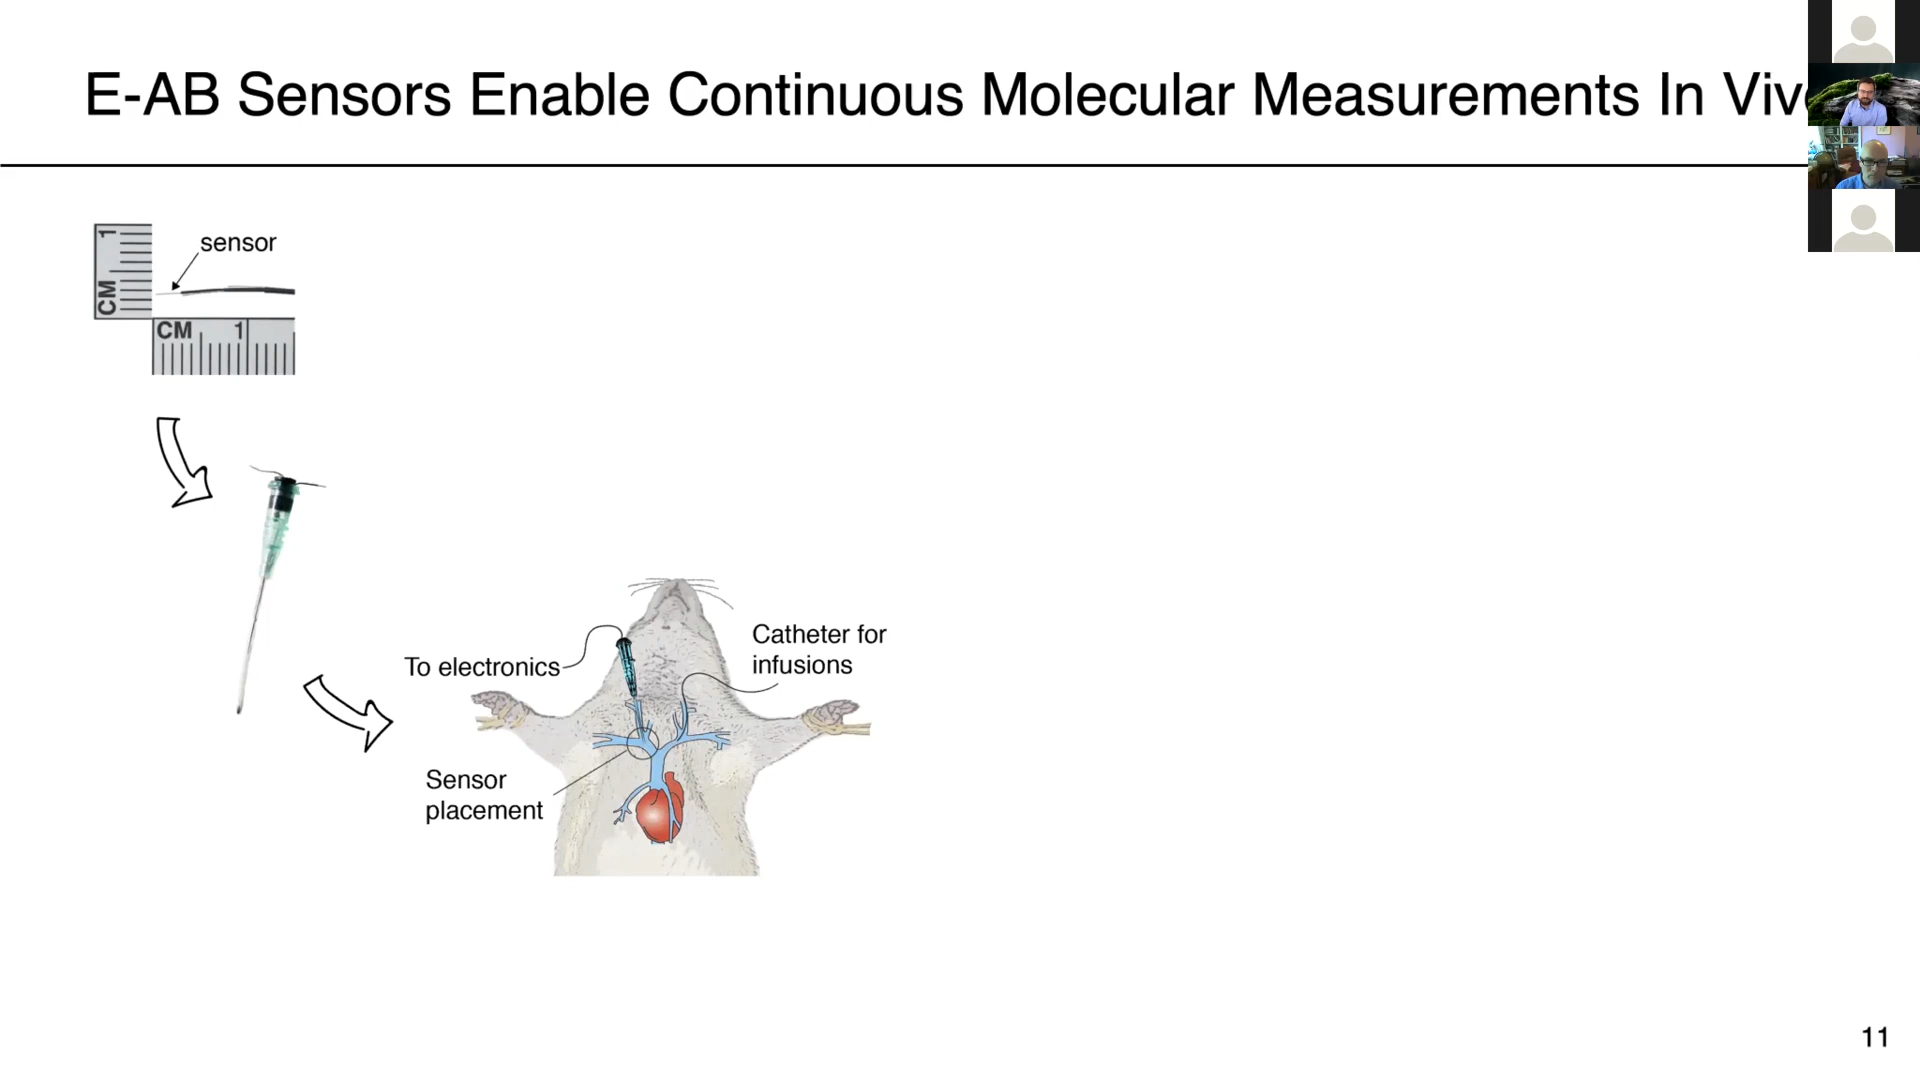 E-AB Sensors Enable Continuous Molecular Measurements In Viv
sensor
1
CM
CM 1
Catheter for
infusions
To electronics
Sensor
placement
11